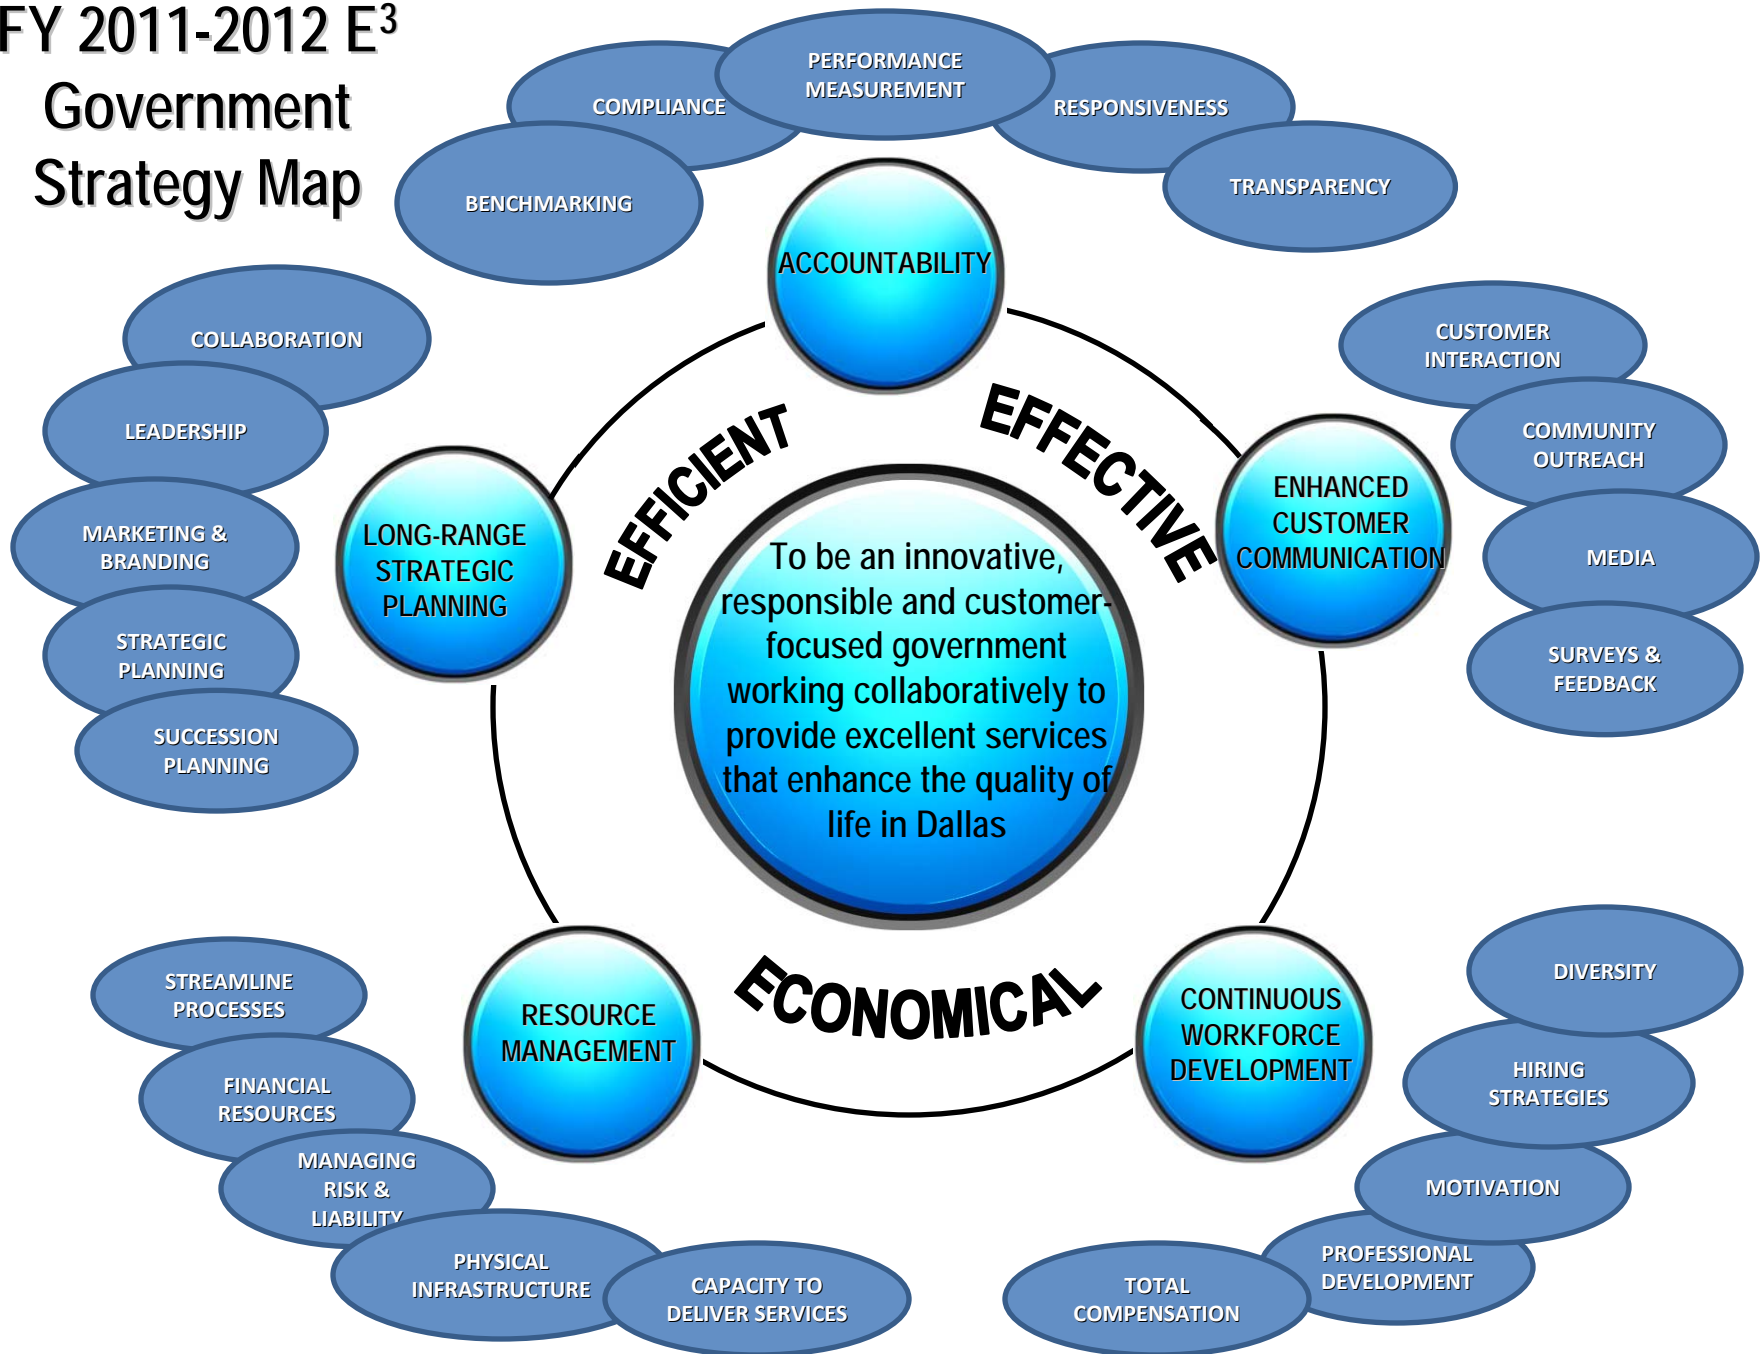 FY 2011-2012 E³
Government
Strategy Map
PERFORMANCE
MEASUREMENT
COMPLIANCE
RESPONSIVENESS
BENCHMARKING
TRANSPARENCY
ACCOUNTABILITY
COLLABORATION
LEADERSHIP
MARKETING &
BRANDING
STRATEGIC
PLANNING
SUCCESSION
PLANNING
LONG-RANGE
STRATEGIC
PLANNING
EFFICIENT
EFFECTIVE
CUSTOMER
INTERACTION
COMMUNITY
OUTREACH
MEDIA
SURVEYS &
FEEDBACK
ENHANCED
CUSTOMER
COMMUNICATION
To be an innovative,
responsible and customer-
focused government
working collaboratively to
provide excellent services
that enhance the quality of
life in Dallas
STREAMLINE
PROCESSES
FINANCIAL
RESOURCES
MANAGING
RISK &
LIABILITY
PHYSICAL
INFRASTRUCTURE
CAPACITY TO
DELIVER SERVICES
RESOURCE
MANAGEMENT
ECONOMICAL
CONTINUOUS
WORKFORCE
DEVELOPMENT
DIVERSITY
HIRING
STRATEGIES
MOTIVATION
PROFESSIONAL
DEVELOPMENT
TOTAL
COMPENSATION